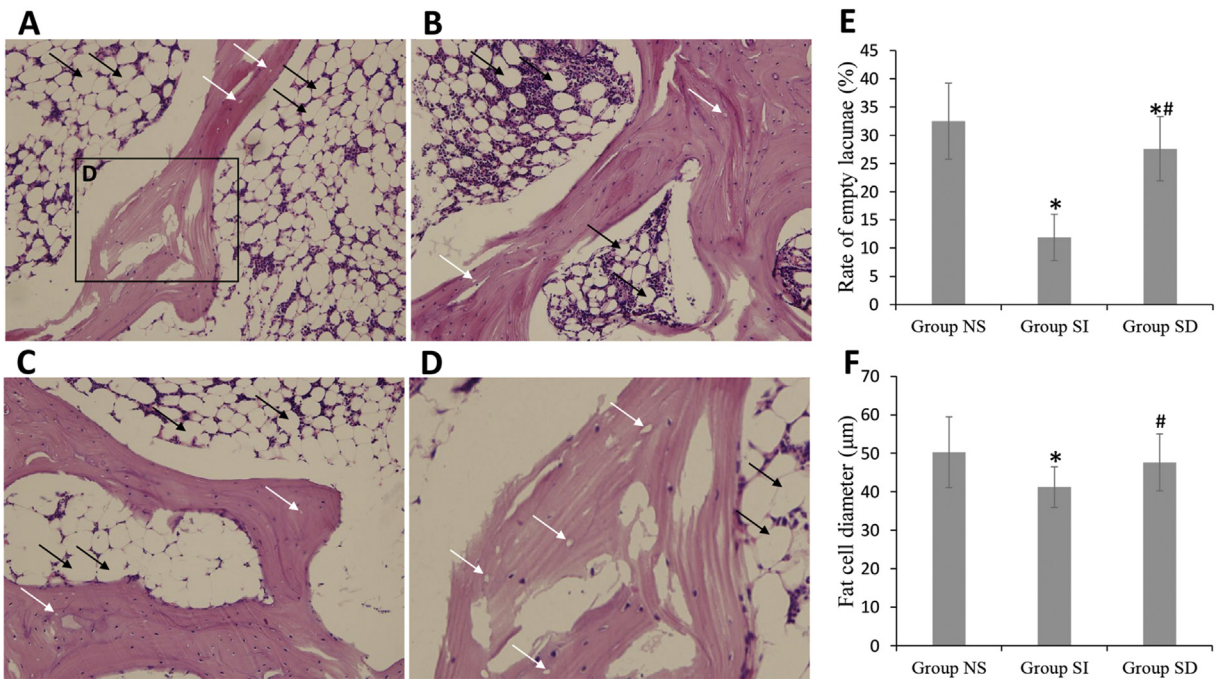 A
D
B
C
D
E
Rate of empty lacunae (%)
45
40
35
30
25
20
15
10
5
0
*
*#
Group NS
Group SI
Group SD
F
Fat cell diameter (μm)
70
60
50
40
30
20
10
0
*
#
Group NS
Group SI
Group SD